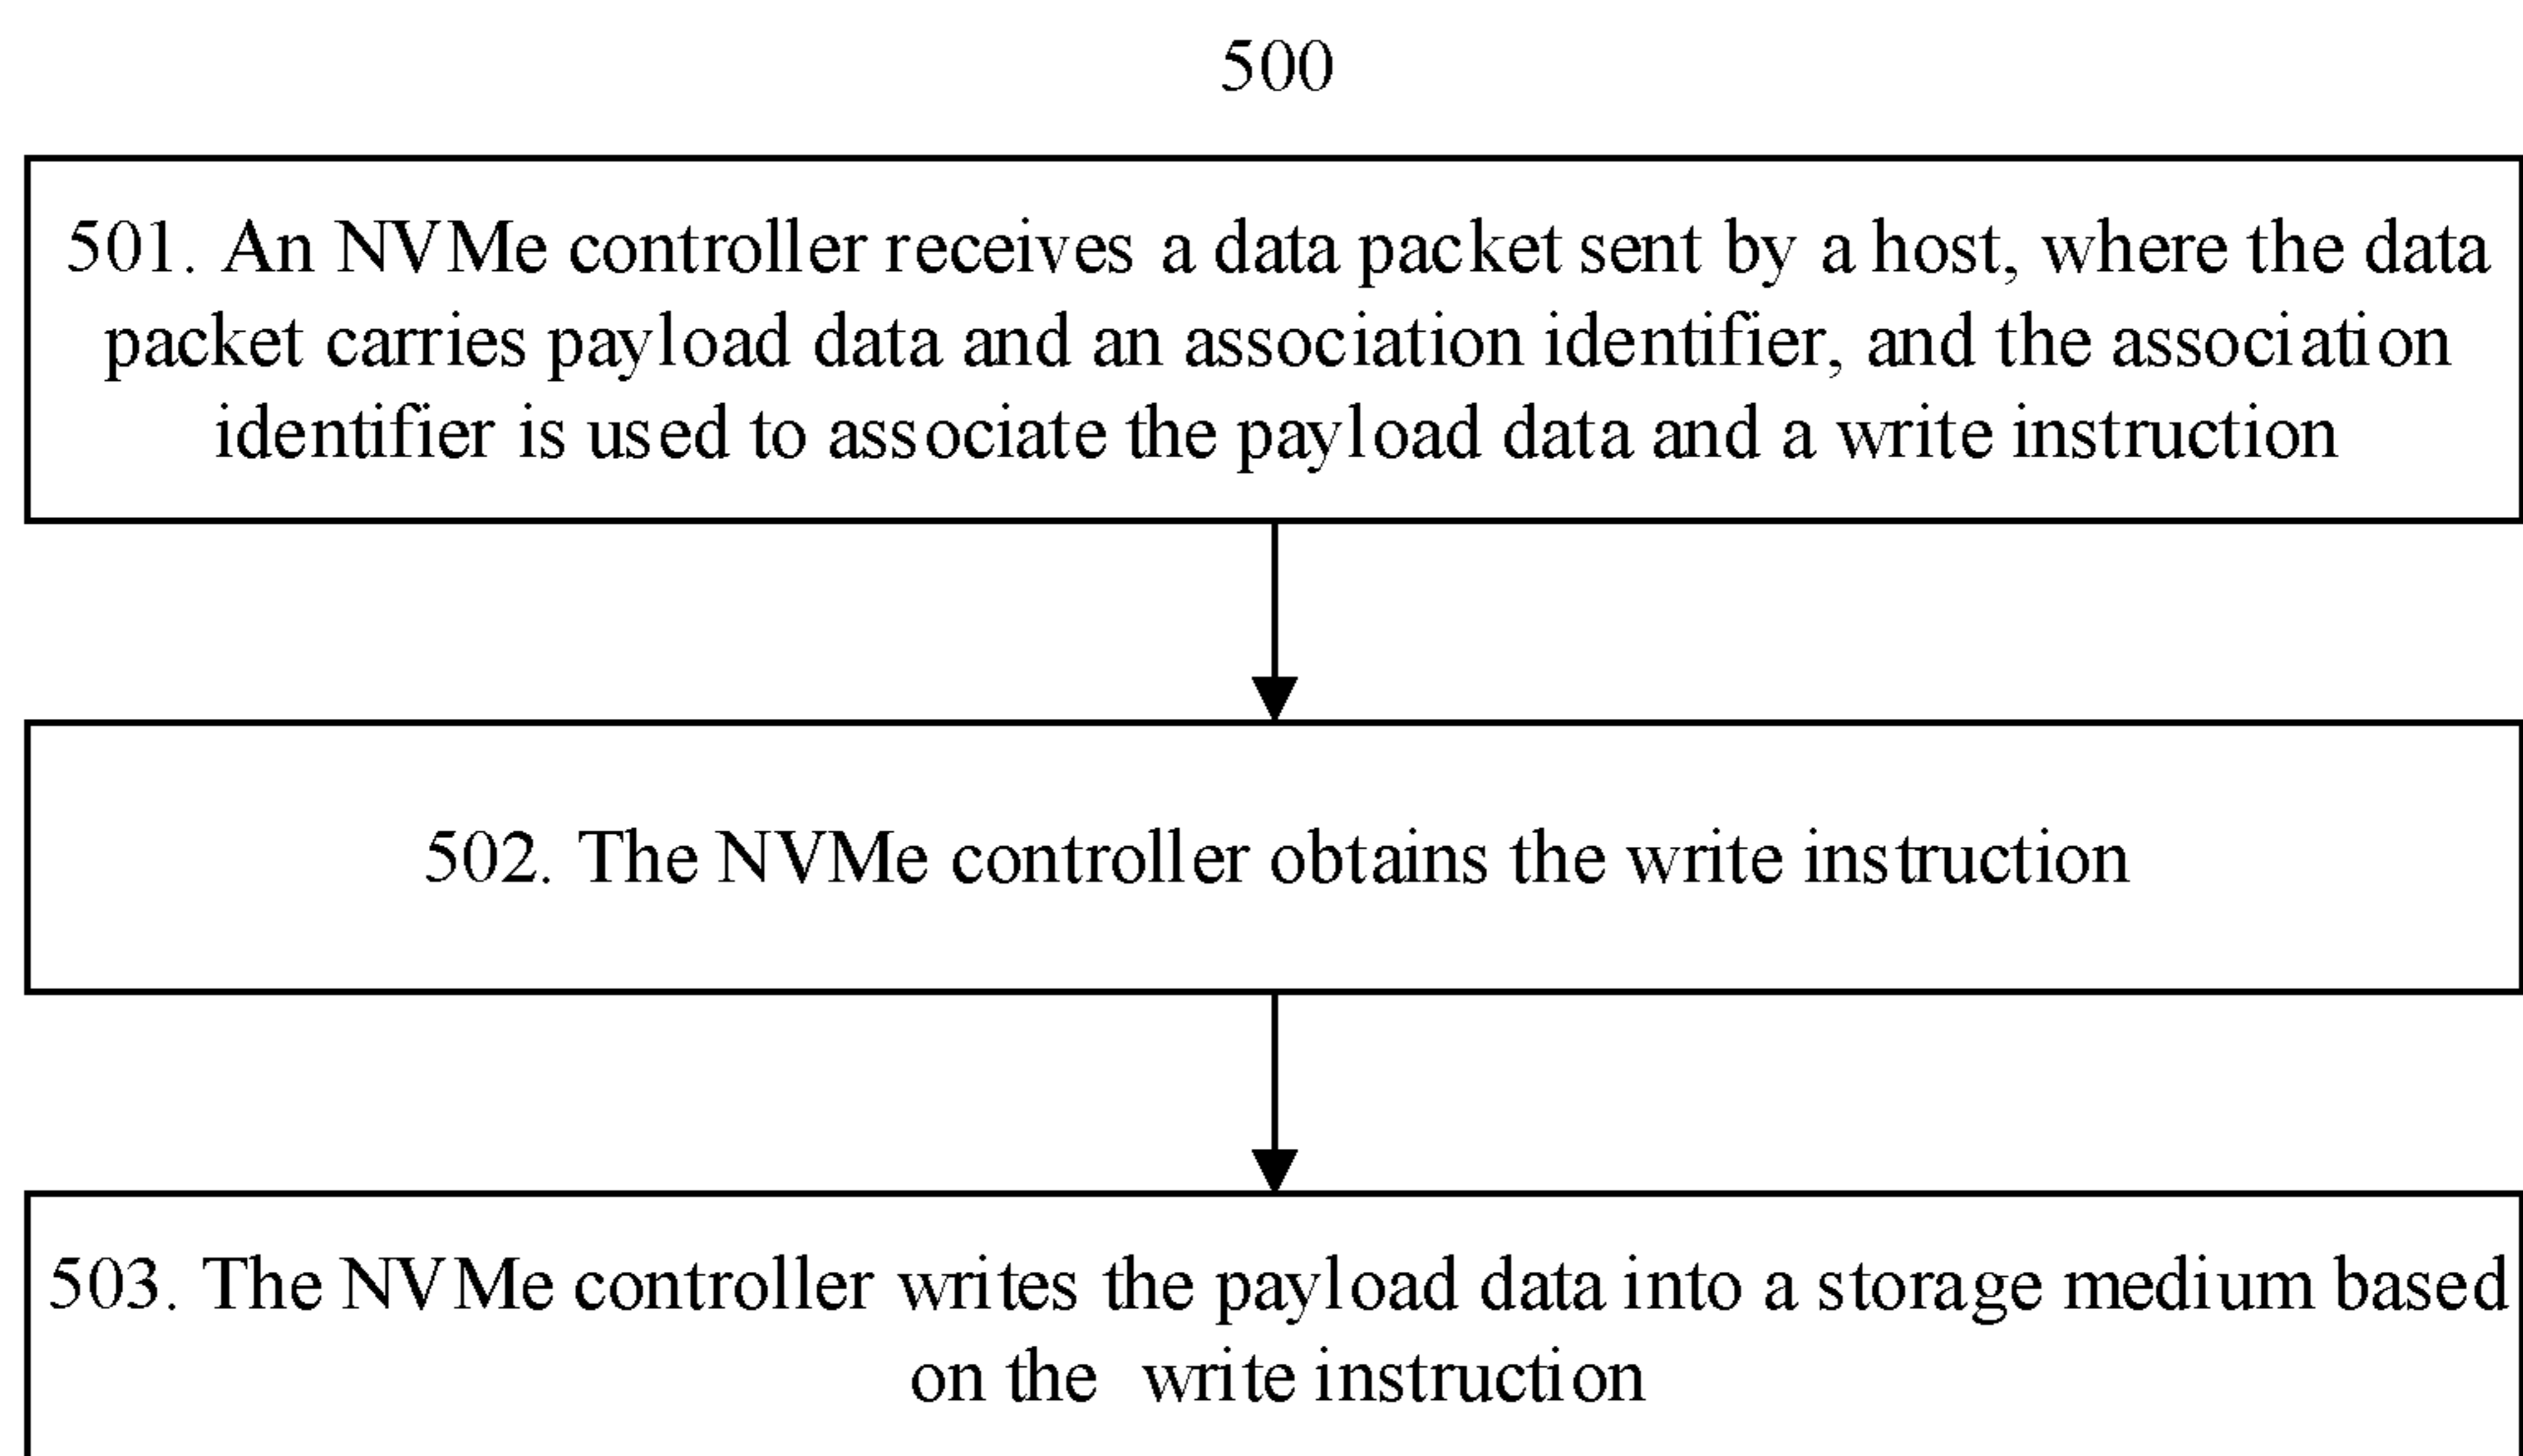 500
501. An NVMe controller receives a data packet sent by a host, where the data
packet carries payload data and an association identifier, and the association
identifier is used to associate the payload data and a write instruction
502. The NVMe controller obtains the write instruction
503. The NVMe controller writes the payload data into a storage medium based
on the write instruction